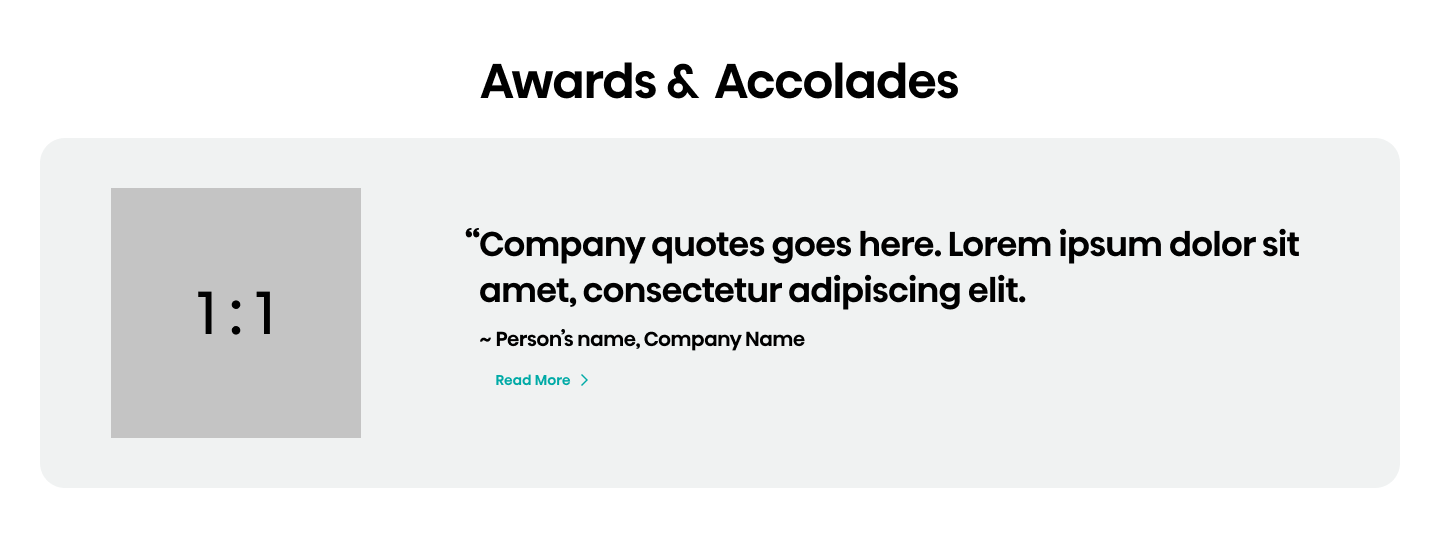 Awards & Accolades
1:1
“Company quotes goes here. Lorem ipsum dolor sit
amet, consectetur adipiscing elit.
~ Person’s name, Company Name
Read More